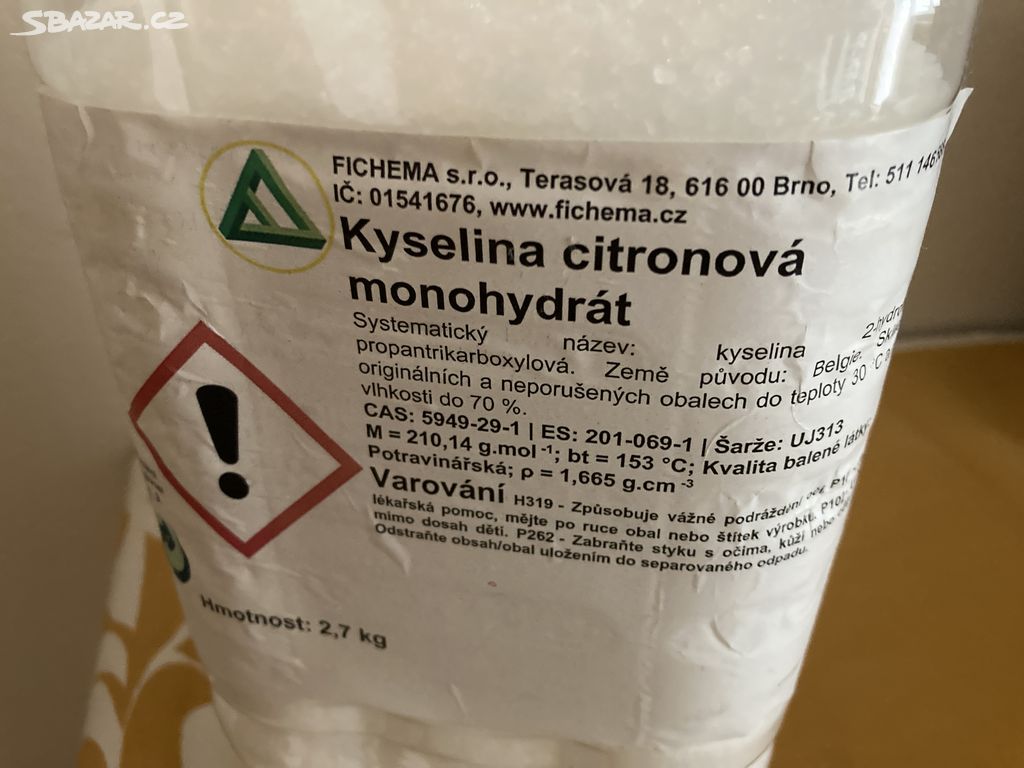 SBAZAR.CZ
FICHEMA s.r.o., Terasová 18, 616 00 Brno, Tel: 511
IČ: 01541676, www.fichema.cz
Kyselina citronová
monohydrát
Systematický název: kyselina
propantrikarboxylová. Země původu: Belgie.
originálních a neporušených obalech do teploty 30 °C
vlhkosti do 70 %.
CAS: 5949-29-1 | ES: 201-069-1 | Šarže: UJ313
M = 210,14 g.mol -1; bt = 153 °C; Kvalita balené látky:
Potravinářská; ρ = 1,665 g.cm -3
Varování H319 - Způsobuje vážné podráždění očí.
lékařská pomoc, mějte po ruce obal nebo štítek výrobku.
mimo dosah dětí. P262 - Zabraňte styku s očima, kůží nebo
Odstraňte obsah/obal uložením do separovaného odpadu.
Hmotnost: 2,7 kg